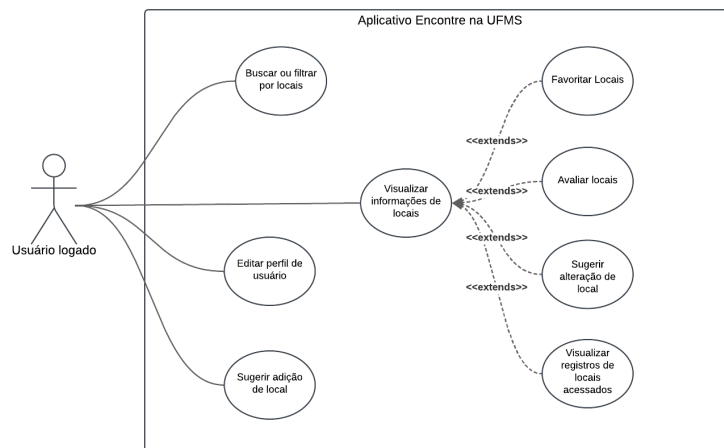 Aplicativo Encontre na UFMS
Buscar ou filtrar
por locais
Favoritar Locais
<<extends>>
Visualizar
informações de
locais
<<extends>>
Avaliar locais
Usuário logado
<<extends>>
Editar perfil de
usuário
Sugerir
alteração de
local
<<extends>>
Sugerir adição
de local
Visualizar
registros de
locais
acessados